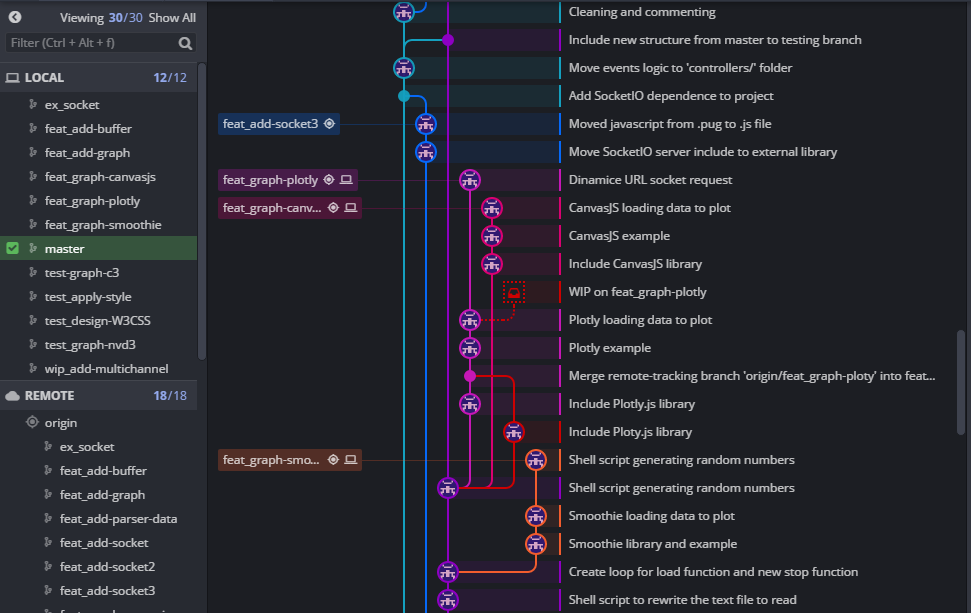 Viewing 30/30 Show All
Filter (Ctrl + Alt + f)
LOCAL 12/12
ex_socket
feat_add-buffer
feat_add-graph
feat_graph-canvasjs
feat_graph-plotly
feat_graph-smoothie
master
test-graph-c3
test_apply-style
test_design-W3CSS
test_graph-nvd3
wip_add-multichannel
REMOTE 18/18
origin
ex_socket
feat_add-buffer
feat_add-graph
feat_add-parser-data
feat_add-socket
feat_add-socket2
feat_add-socket3
Cleaning and commenting
Include new structure from master to testing branch
Move events logic to 'controllers/' folder
Add SocketIO dependence to project
feat_add-socket3 Moved javascript from .pug to .js file
Move SocketIO server include to external library
feat_graph-plotly Dinamice URL socket request
feat_graph-canv... CanvasJS loading data to plot
CanvasJS example
Include CanvasJS library
WIP on feat_graph-plotly
Plotly loading data to plot
Plotly example
Merge remote-tracking branch 'origin/feat_graph-ploty' into feat...
Include Plotly.js library
Include Ploty.js library
feat_graph-smo... Shell script generating random numbers
Shell script generating random numbers
Smoothie loading data to plot
Smoothie library and example
Create loop for load function and new stop function
Shell script to rewrite the text file to read